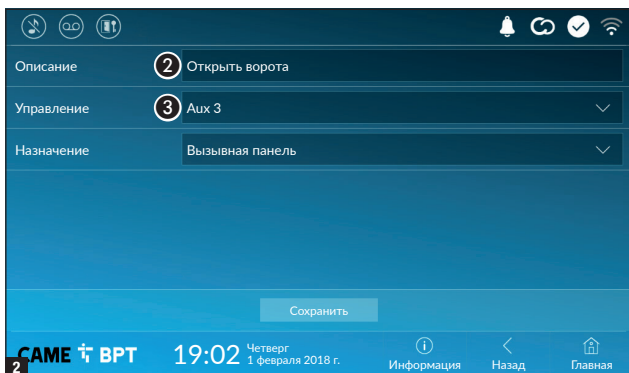 Описание 2 Открыть ворота
Управление 3 Aux 3
Назначение Вызывная панель
Сохранить
CAME BPT 19:02 Четверг
1 февраля 2018 г.
Информация Назад Главная
2